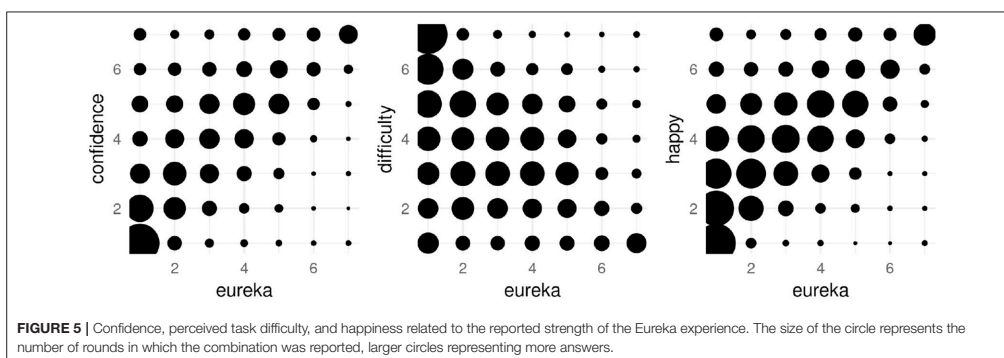 confidence
6
4
2
2 4 6
eureka
difficulty
6
4
2
2 4 6
eureka
happy
6
4
2
2 4 6
eureka
FIGURE 5 | Confidence, perceived task difficulty, and happiness related to the reported strength of the Eureka experience. The size of the circle represents the
number of rounds in which the combination was reported, larger circles representing more answers.